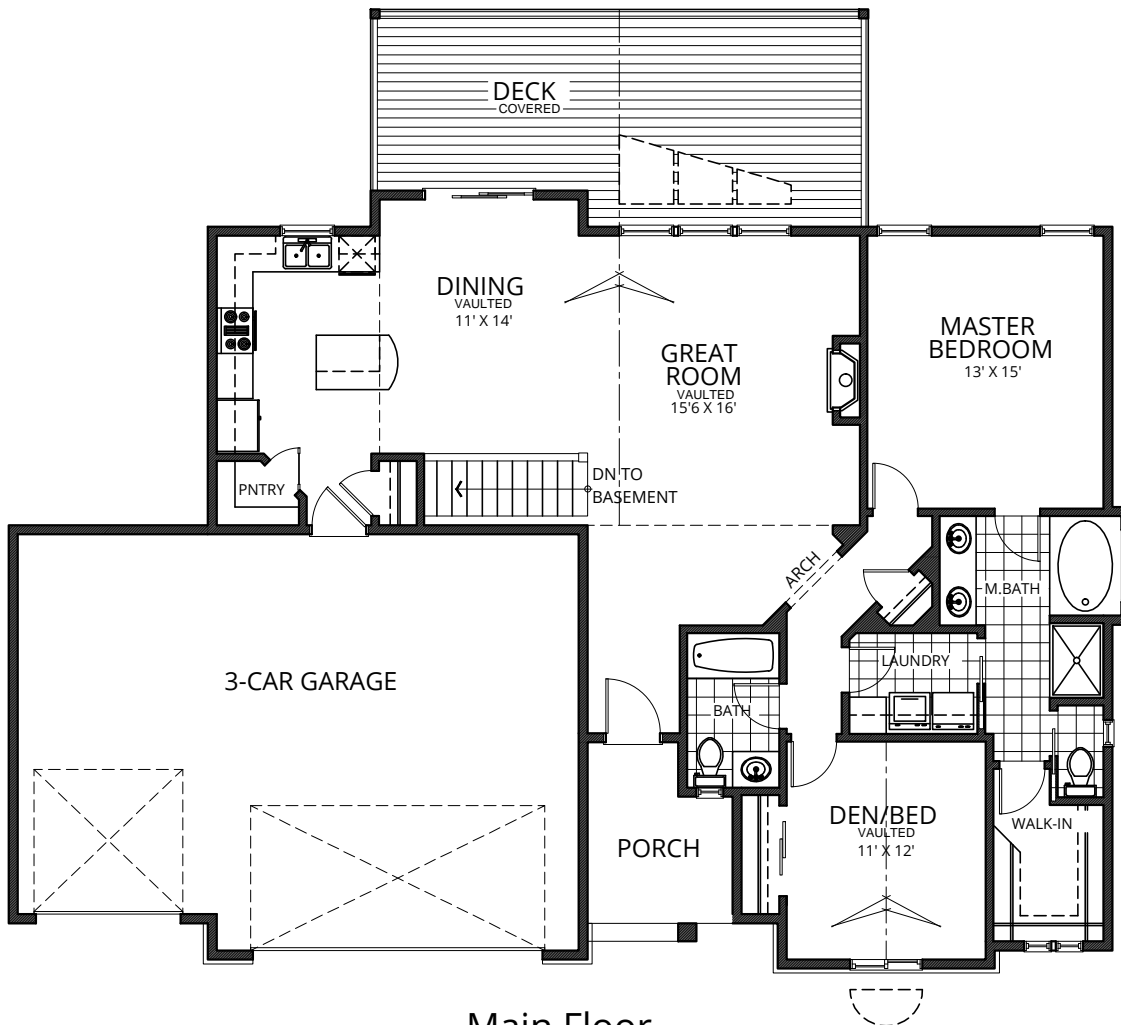 DECK
COVERED
DINING
VAULTED
11' X 14'
GREAT
ROOM
VAULTED
15'6 X 16'
MASTER
BEDROOM
13' X 15'
PNTRY
DN TO
BASEMENT
ARCH
M.BATH
LAUNDRY
3-CAR GARAGE
BATH
DEN/BED
VAULTED
11' X 12'
WALK-IN
PORCH
Main Floor